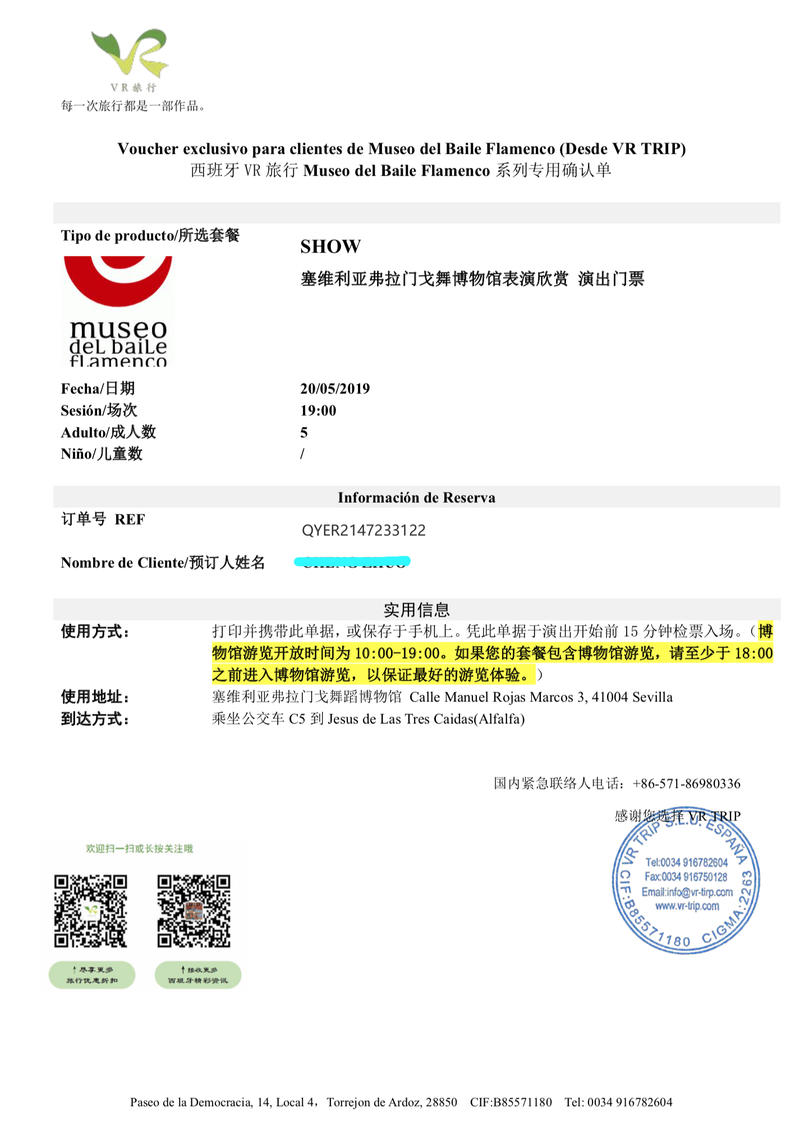 VR旅行
每一次旅行都是一部作品。
Voucher exclusivo para clientes de Museo del Baile Flamenco (Desde VR TRIP)
西班牙 VR 旅行 Museo del Baile Flamenco 系列专用确认单
Tipo de producto/所选套餐
SHOW
塞维利亚弗拉门戈舞博物馆表演欣赏 演出门票
museo
del baile
flamenco
Fecha/日期 20/05/2019
Sesión/场次 19:00
Adulto/成人数 5
Niño/儿童数 /
Información de Reserva
订单号 REF QYER2147233122
Nombre de Cliente/预订人姓名
实用信息
使用方式： 打印并携带此单据，或保存于手机上。凭此单据于演出开始前 15 分钟检票入场。（博
物馆游览开放时间为 10:00-19:00。如果您的套餐包含博物馆游览，请至少于 18:00
之前进入博物馆游览，以保证最好的游览体验。）
使用地址： 塞维利亚弗拉门戈舞蹈博物馆 Calle Manuel Rojas Marcos 3, 41004 Sevilla
到达方式： 乘坐公交车 C5 到 Jesus de Las Tres Caidas(Alfalfa)
国内紧急联络人电话：+86-571-86980336
感谢您选择 VR TRIP
VR TRIP S.L.U. ESPAÑA
Tel:0034 916782604
Fax:0034 916750128
Email:info@vr-tirp.com
www.vr-tirp.com
CIF:B85571180 CIGMA:2263
欢迎扫一扫或长按关注哦
↑尽享更多
旅行优惠折扣
↑接收更多
西班牙精彩资讯
Paseo de la Democracia, 14, Local 4，Torrejon de Ardoz, 28850 CIF:B85571180 Tel: 0034 916782604